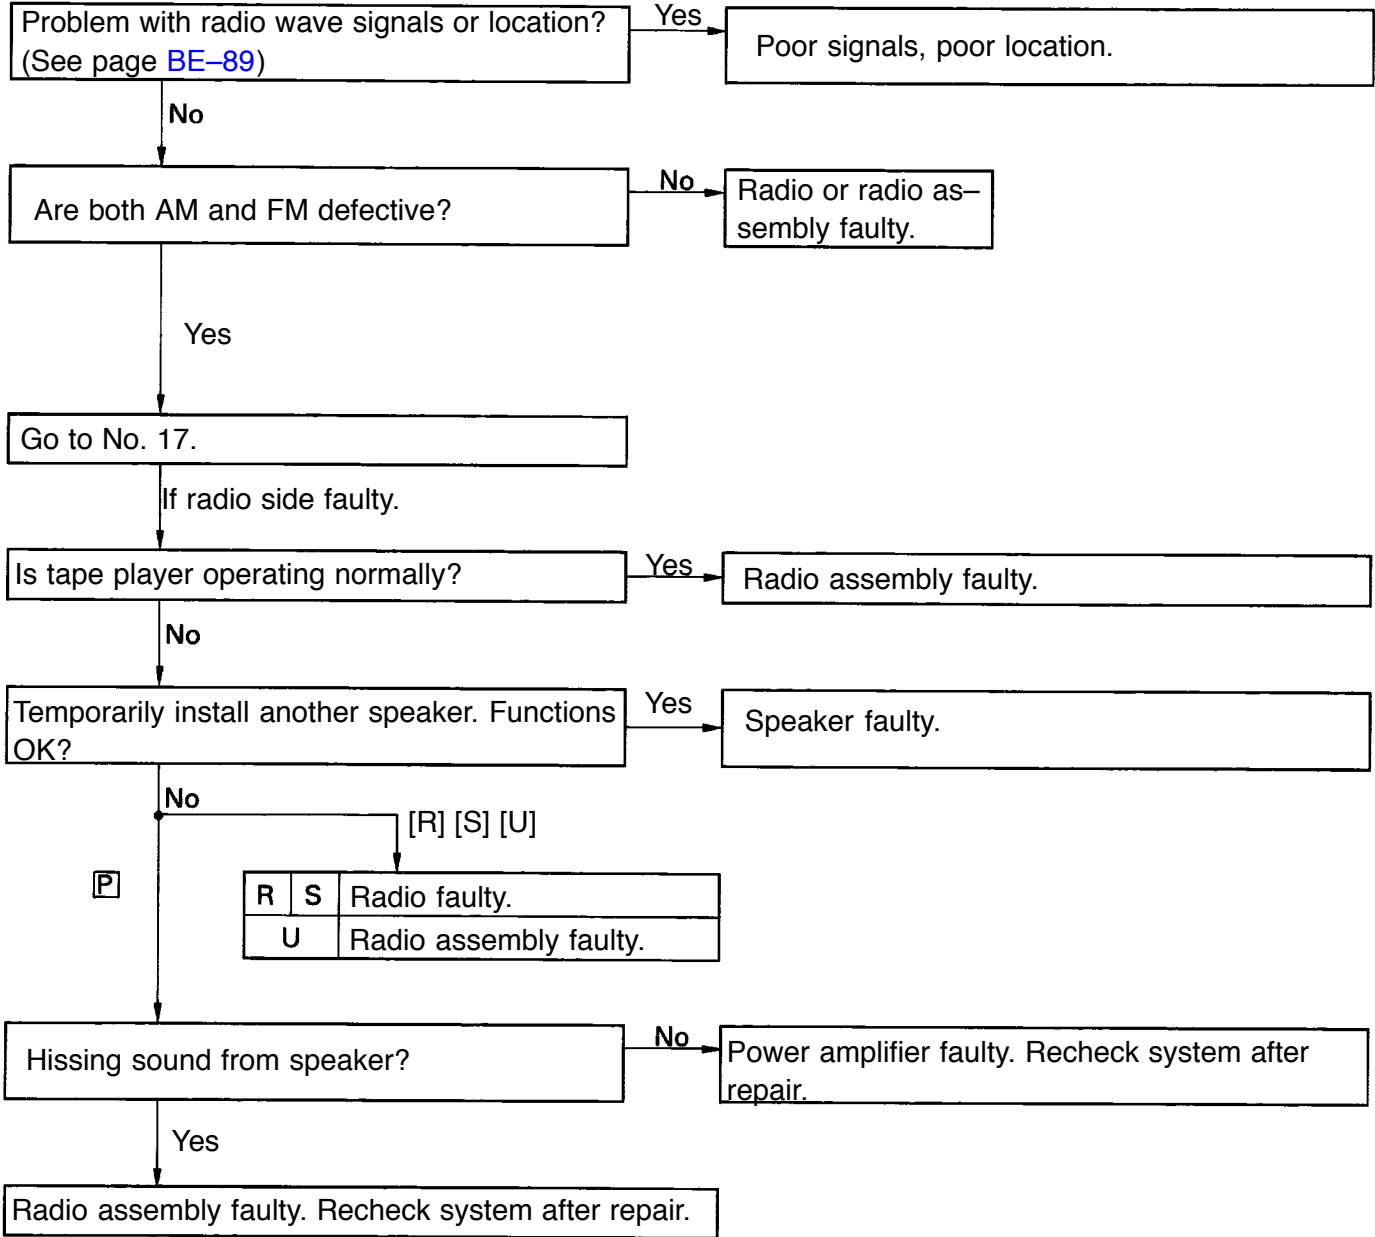 Problem with radio wave signals or location?
(See page BE–89)
Yes
Poor signals, poor location.
No
Are both AM and FM defective?
No
Radio or radio as–
sembly faulty.
Yes
Go to No. 17.
If radio side faulty.
Is tape player operating normally?
Yes
Radio assembly faulty.
No
Temporarily install another speaker. Functions
OK?
Yes
Speaker faulty.
No
[R] [S] [U]
P
R S Radio faulty.
U Radio assembly faulty.
Hissing sound from speaker?
No
Power amplifier faulty. Recheck system after
repair.
Yes
Radio assembly faulty. Recheck system after repair.